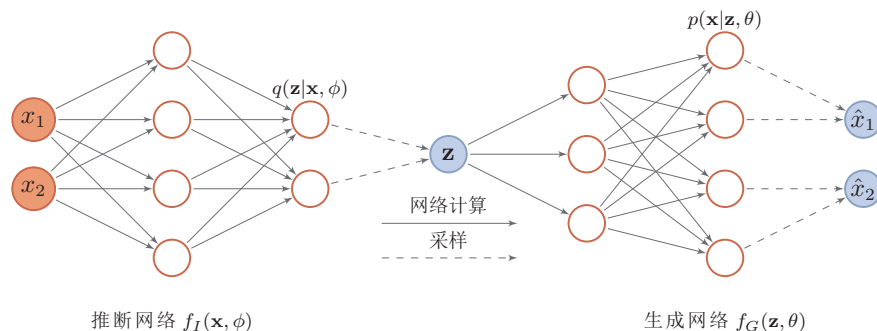 p(x|z, θ)
q(z|x, ϕ)
x₁
x₂
z
x̂₁
x̂₂
网络计算
采样
推断网络 f_I(x, ϕ)
生成网络 f_G(z, θ)